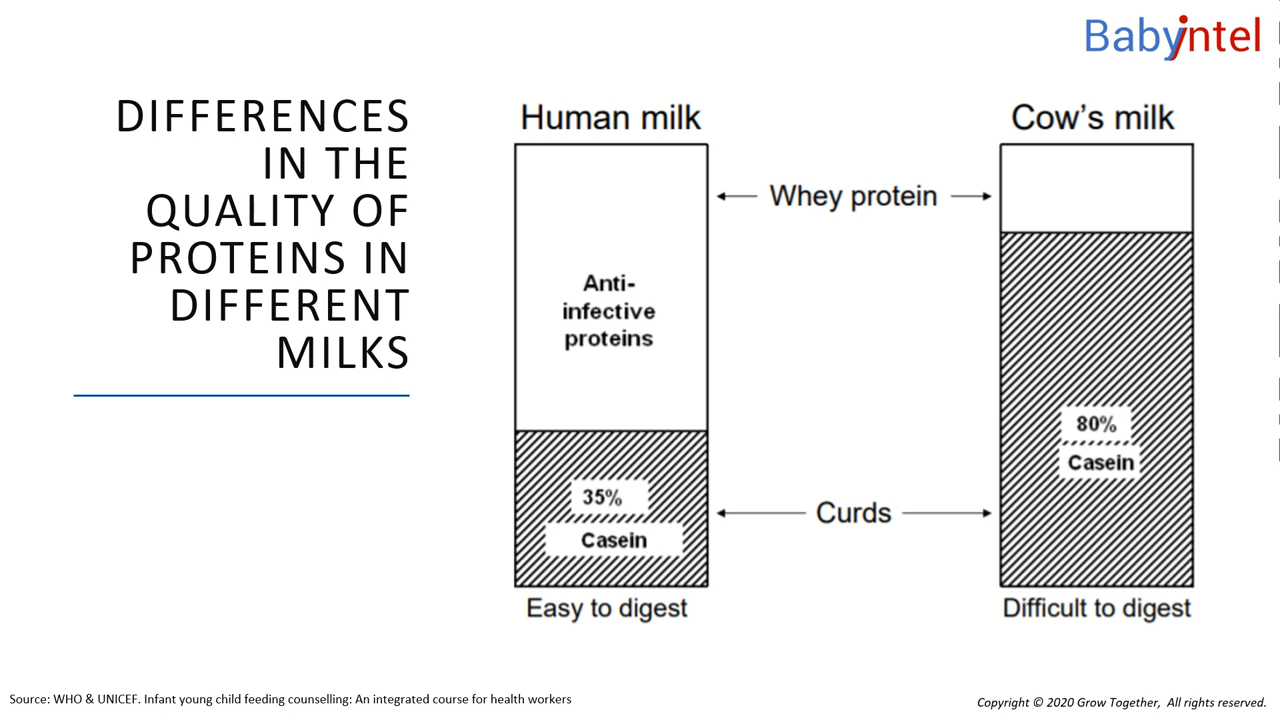 Babyintel
DIFFERENCES
IN THE
QUALITY OF
PROTEINS IN
DIFFERENT
MILKS
Human milk
Cow's milk
Whey protein
Anti-
infective
proteins
80%
Casein
35%
Casein
Curds
Easy to digest
Difficult to digest
Source: WHO & UNICEF. Infant young child feeding counselling: An integrated course for health workers
Copyright © 2020 Grow Together, All rights reserved.